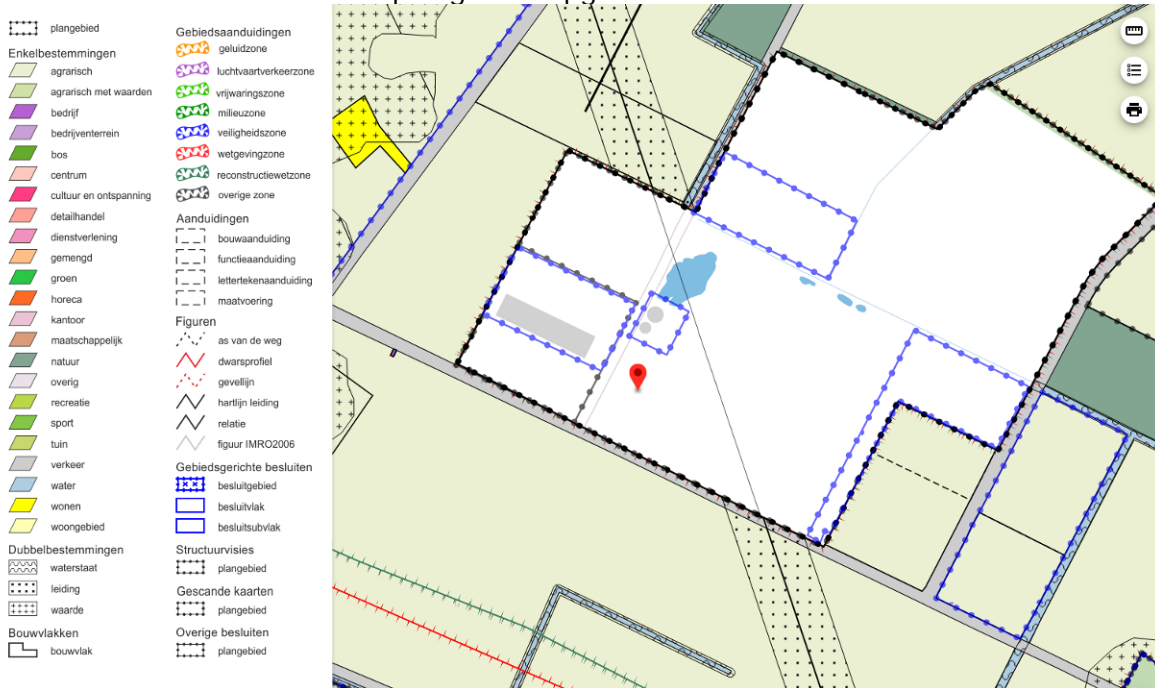 plangebied
Enkelbestemmingen
agrarisch
agrarisch met waarden
bedrijf
bedrijventerrein
bos
centrum
cultuur en ontspanning
detailhandel
dienstverlening
gemengd
groen
horeca
kantoor
maatschappelijk
natuur
overig
recreatie
sport
tuin
verkeer
water
wonen
woongebied
Dubbelbestemmingen
waterstaat
leiding
waarde
Bouwvlakken
bouwvlak
Gebiedsaanduidingen
geluidzone
luchtvaartverkeerzone
vrijwaringszone
milieuzone
veiligheidszone
wetgevingzone
reconstructiewetzone
overige zone
Aanduidingen
bouwaanduiding
functieaanduiding
lettertekenaanduiding
maatvoering
Figuren
as van de weg
dwarsprofiel
gevellijn
hartlijn leiding
relatie
figuur IMRO2006
Gebiedsgerichte besluiten
besluitgebied
besluitvlak
besluitsubvlak
Structuurvisies
plangebied
Gescande kaarten
plangebied
Overige besluiten
plangebied